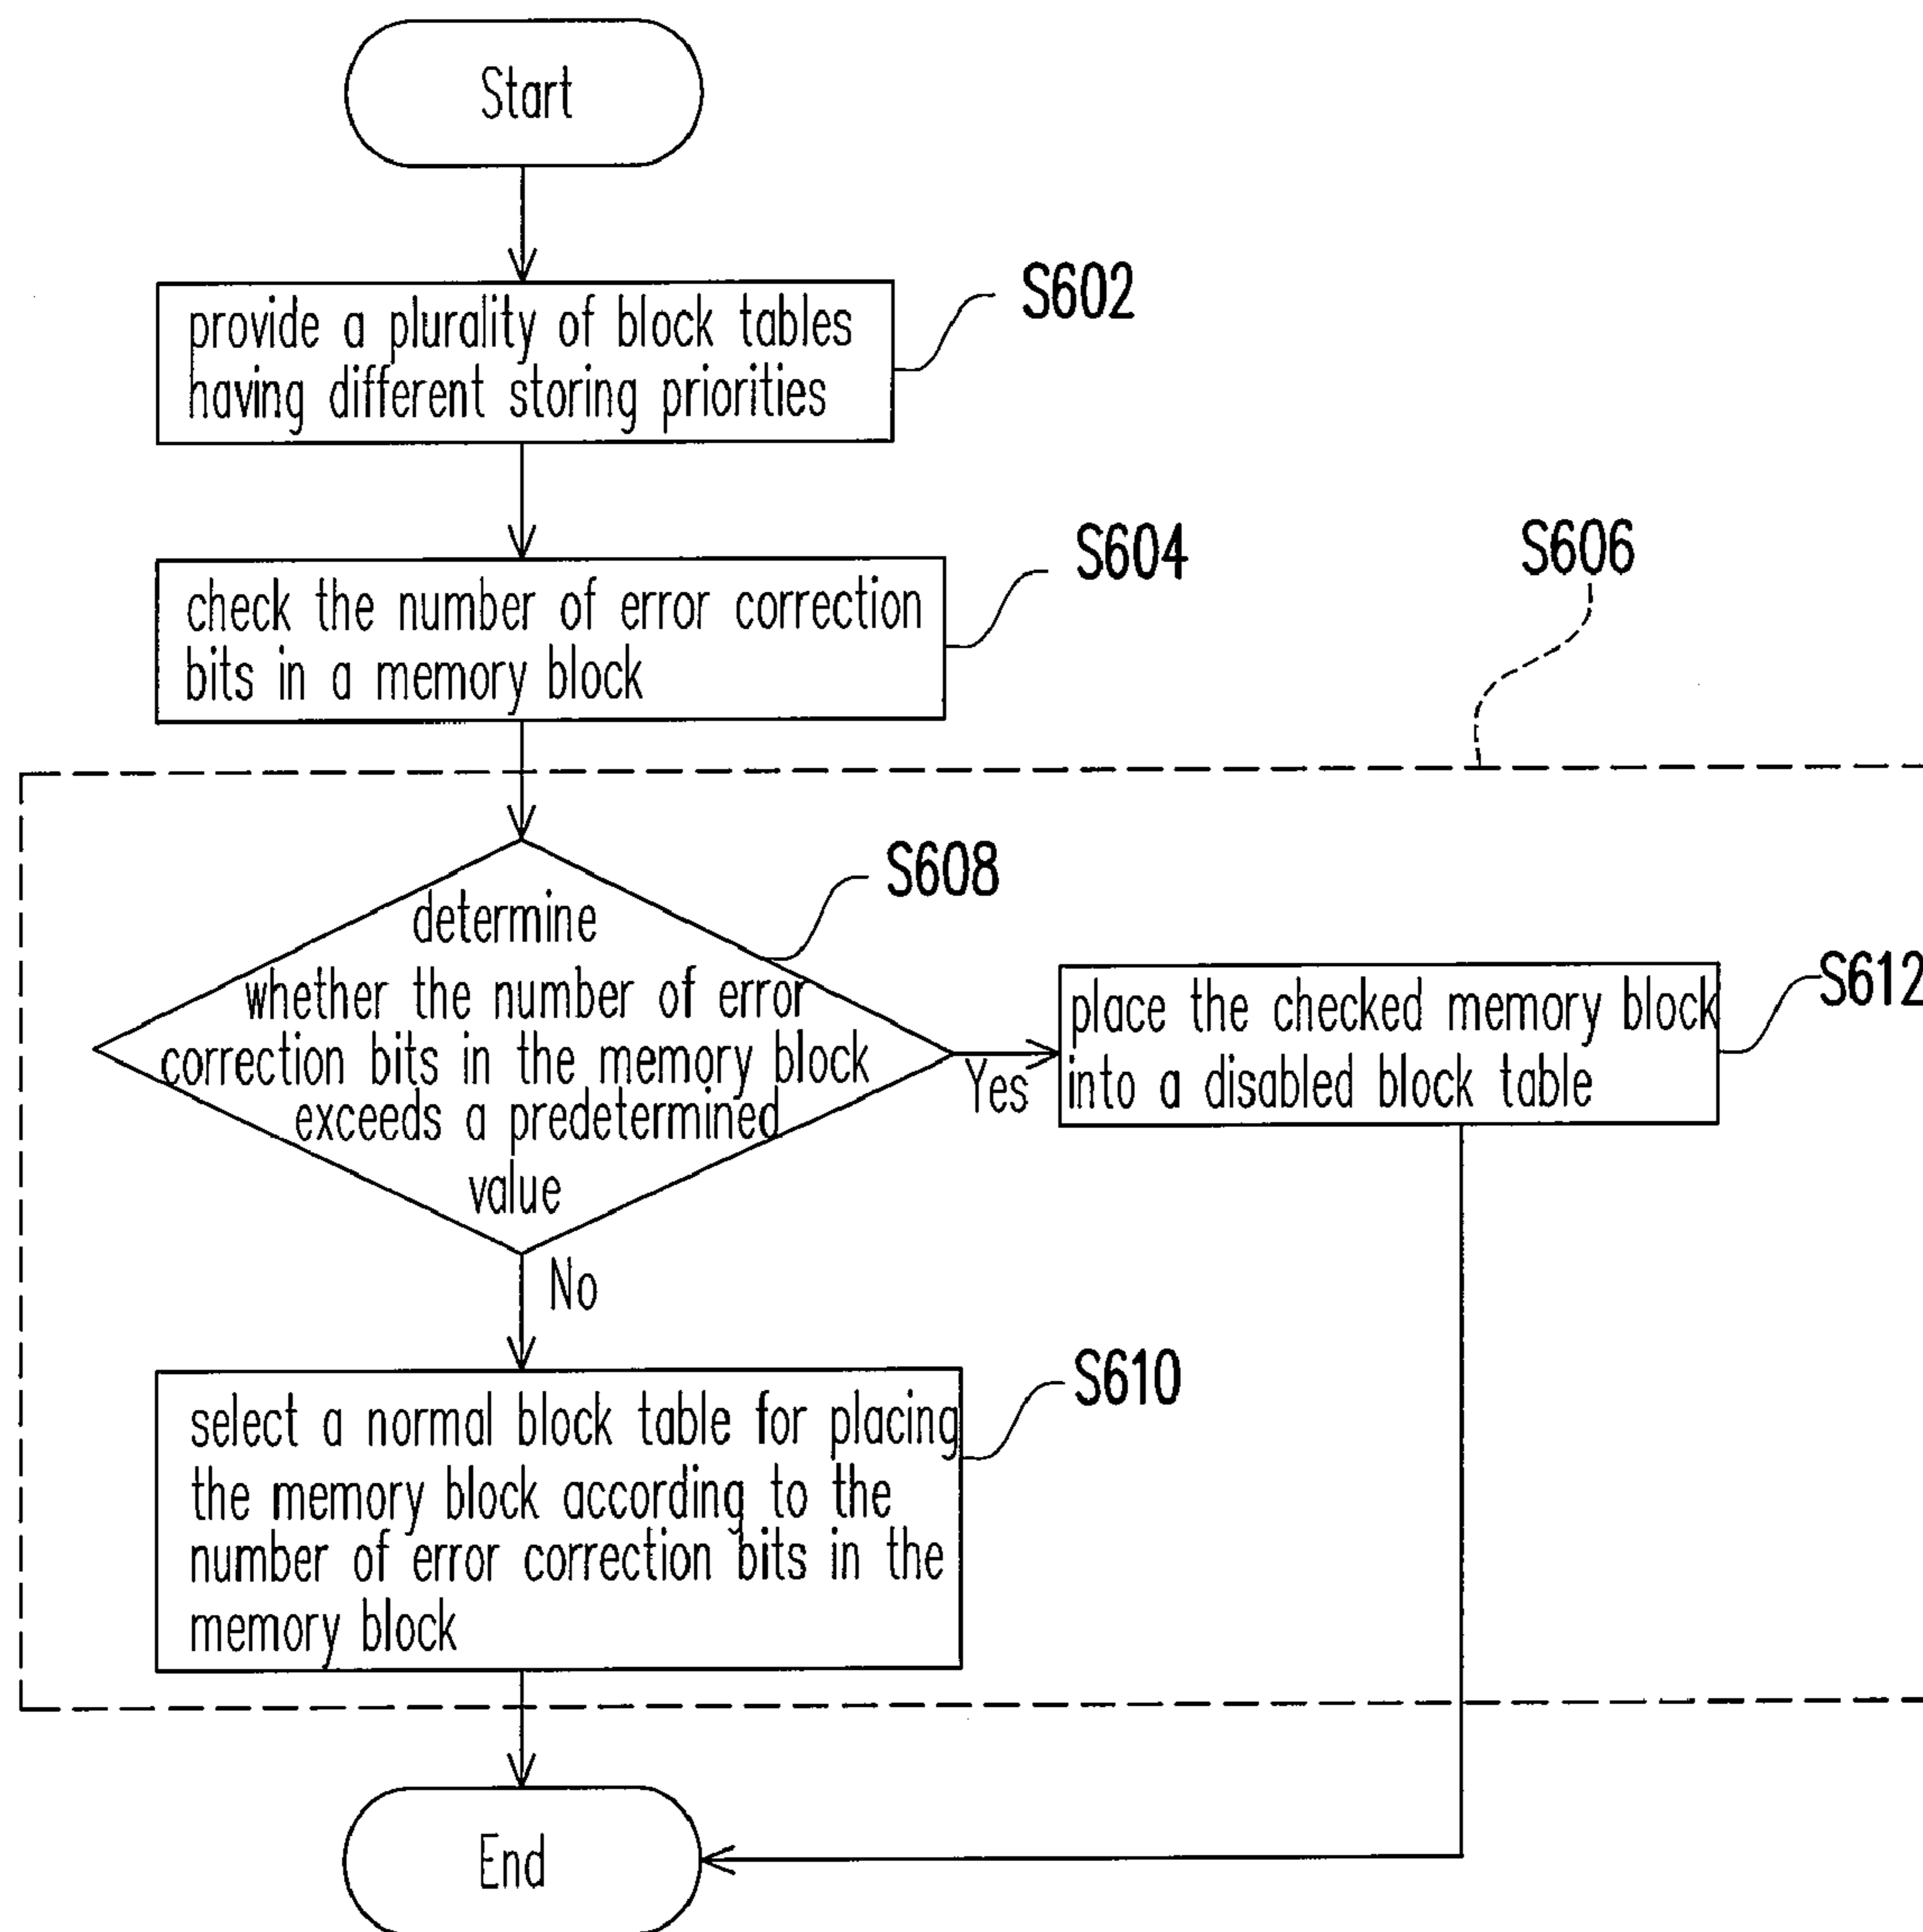 Start
provide a plurality of block tables
having different storing priorities
S602
check the number of error correction
bits in a memory block
S604
S606
determine
whether the number of error
correction bits in the memory block
exceeds a predetermined
value
S608
Yes
place the checked memory block
into a disabled block table
S612
No
select a normal block table for placing
the memory block according to the
number of error correction bits in the
memory block
S610
End